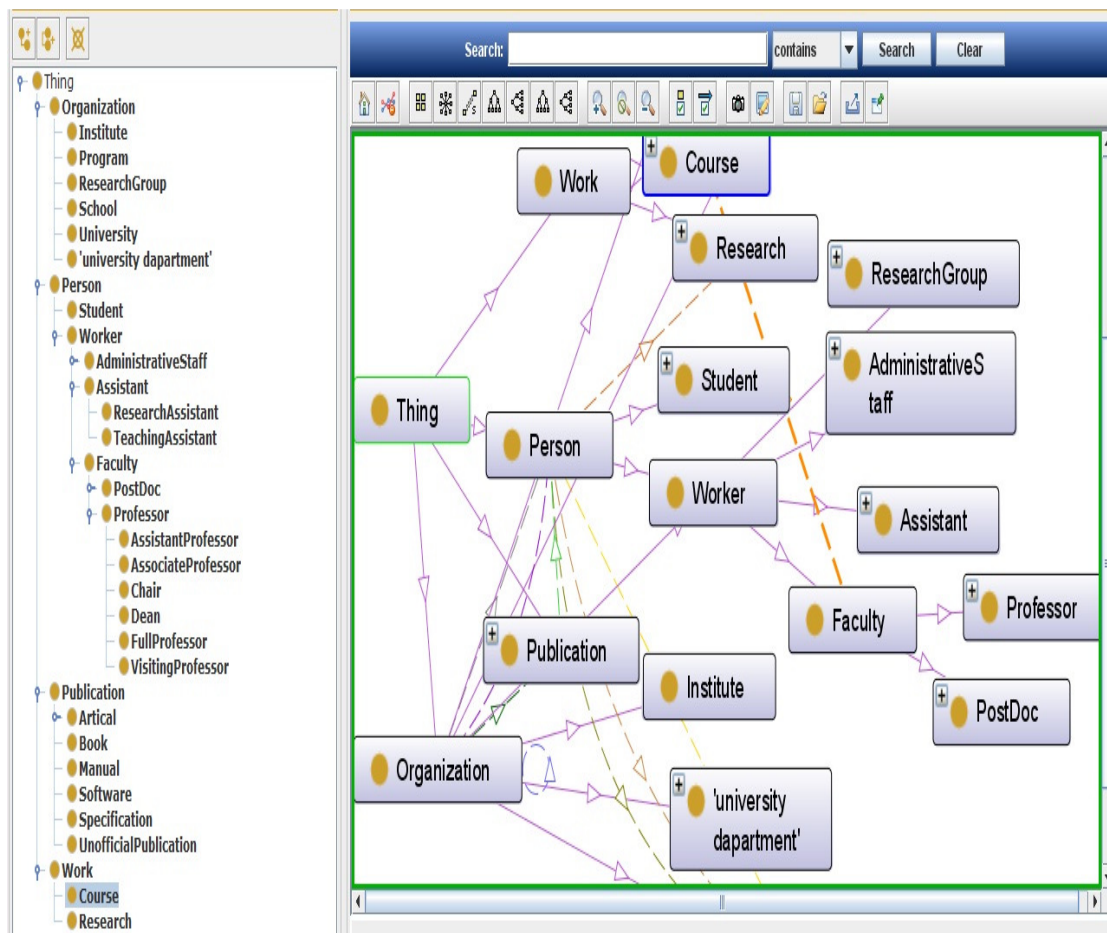 Thing
Organization
Institute
Program
ResearchGroup
School
University
'university dapartment'
Person
Student
Worker
AdministrativeStaff
Assistant
ResearchAssistant
TeachingAssistant
Faculty
PostDoc
Professor
AssistantProfessor
AssociateProfessor
Chair
Dean
FullProfessor
VisitingProfessor
Publication
Artical
Book
Manual
Software
Specification
UnofficialPublication
Work
Course
Research
Search: contains Search Clear
Course
Work
Research
ResearchGroup
AdministrativeS
taff
Student
Thing
Person
Worker
Assistant
Professor
Faculty
Publication
Institute
PostDoc
Organization
'university
dapartment'